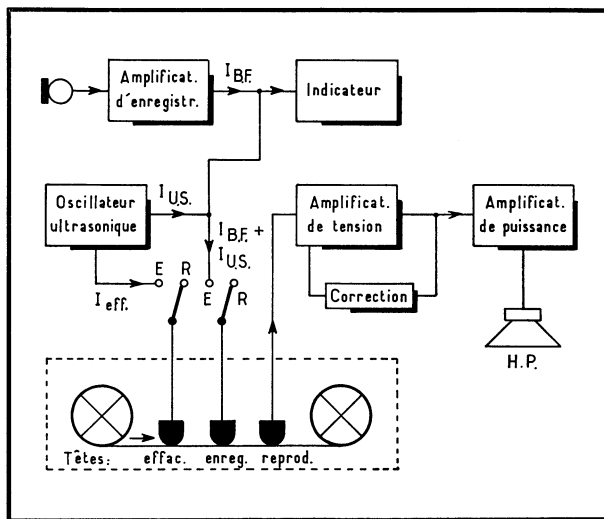 Amplificat.
d'enregistr.
I B.F.
Indicateur
Oscillateur
ultrasonique
I U.S.
I B.F. +
I U.S.
Amplificat.
de tension
Amplificat.
de puissance
Correction
E R E R
I eff.
H.P.
Têtes: effac. enreg. reprod.